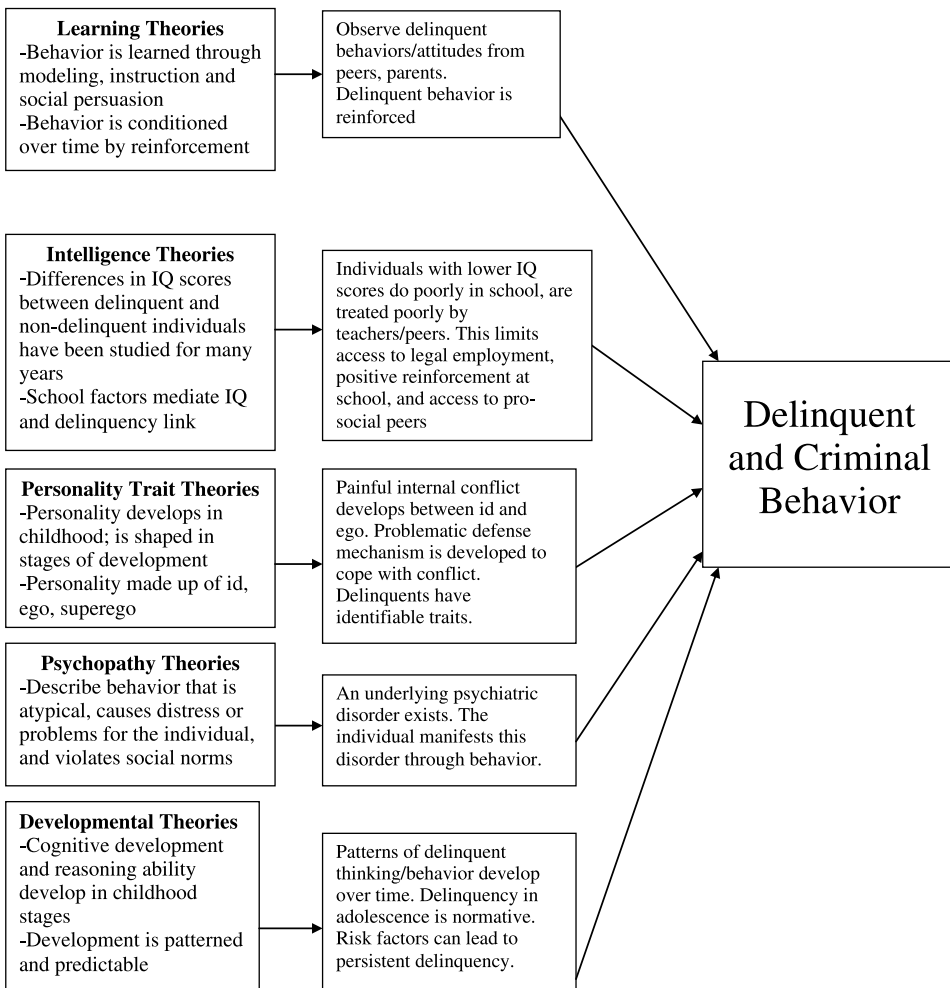 Learning Theories
-Behavior is learned through
modeling, instruction and
social persuasion
-Behavior is conditioned
over time by reinforcement
Observe delinquent
behaviors/attitudes from
peers, parents.
Delinquent behavior is
reinforced
Intelligence Theories
-Differences in IQ scores
between delinquent and
non-delinquent individuals
have been studied for many
years
-School factors mediate IQ
and delinquency link
Individuals with lower IQ
scores do poorly in school, are
treated poorly by
teachers/peers. This limits
access to legal employment,
positive reinforcement at
school, and access to pro-
social peers
Personality Trait Theories
-Personality develops in
childhood; is shaped in
stages of development
-Personality made up of id,
ego, superego
Painful internal conflict
develops between id and
ego. Problematic defense
mechanism is developed to
cope with conflict.
Delinquents have
identifiable traits.
Psychopathy Theories
-Describe behavior that is
atypical, causes distress or
problems for the individual,
and violates social norms
An underlying psychiatric
disorder exists. The
individual manifests this
disorder through behavior.
Developmental Theories
-Cognitive development
and reasoning ability
develop in childhood
stages
-Development is patterned
and predictable
Patterns of delinquent
thinking/behavior develop
over time. Delinquency in
adolescence is normative.
Risk factors can lead to
persistent delinquency.
Delinquent
and Criminal
Behavior